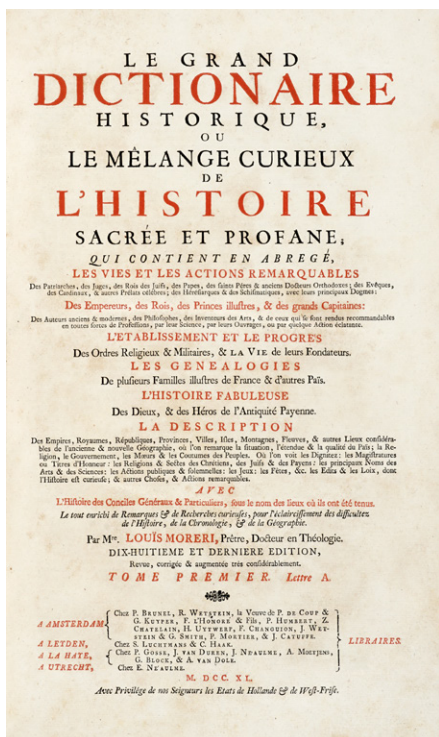 LE GRAND
DICTIONAIRE
HISTORIQUE,
OU
LE MÊLANGE CURIEUX
DE
L'HISTOIRE
SACRÉE ET PROFANE;
QUI CONTIENT EN ABREGÉ,
LES VIES ET LES ACTIONS REMARQUABLES
Des Patriarches, des Juges, des Rois des Juifs, des Papes, des saints Péres & anciens Docteurs Orthodoxes; des Evêques,
des Cardinaux, & autres Prélats célébres; des Héresiarques & des Schismatiques, avec leurs principaux Dogmes:
Des Empereurs, des Rois, des Princes illustres, & des grands Capitaines:
Des Auteurs anciens & modernes, des Philosophes, des Inventeurs des Arts, & de ceux qui se sont rendus recommandables
en toutes sortes de Professions, par leur Science, par leurs Ouvrages, ou par quelque Action éclatante.
L'ETABLISSEMENT ET LE PROGRES
Des Ordres Religieux & Militaires, & LA VIE de leurs Fondateurs.
LES GENEALOGIES
De plusieurs Familles illustres de France & d'autres Païs.
L'HISTOIRE FABULEUSE
Des Dieux, & des Héros de l'Antiquité Payenne.
LA DESCRIPTION
Des Empires, Royaumes, Républiques, Provinces, Villes, Isles, Montagnes, Fleuves, & autres Lieux considéra-
bles de l'ancienne & nouvelle Géographie, où l'on remarque la situation, l'étendue & la qualité du Païs; la Re-
ligion, le Gouvernement, les Mœurs & les Coutumes des Peuples. Où l'on voit les Dignitez: les Magistratures
ou Titres d'Honneur: les Religions & Sectes des Chrétiens, des Juifs & des Payens: les principaux Noms des
Arts & des Sciences: les Actions publiques & solemnelles: les Jeux: les Fêtes, &c. les Edits & les Loix, dont
l'Histoire est curieuse; & autres Choses, & Actions remarquables.
AVEC
L'Histoire des Conciles Généraux & Particuliers, sous le nom des lieux où ils ont été tenus.
Le tout enrichi de Remarques & de Recherches curieuses, pour l'éclaircissement des difficultez
de l'Histoire, de la Chronologie, & de la Géographie.
Par Mre. LOUÏS MORERI, Prêtre, Docteur en Théologie.
DIX-HUITIEME ET DERNIERE EDITION,
Revue, corrigée & augmentée très considérablement.
TOME PREMIER. Lettre A.
A AMSTERDAM, Chez P. BRUNEL, R. WETSTEIN, la Veuve de P. DE COUP &
G. KUYPER, F. L'HONORÉ & Fils, P. HUMBERT, Z.
CHATELAIN, H. UYTWERF, F. CHANGUION, J. WET-
STEIN & G. SMITH, P. MORTIER, & J. CATUFFE.
A LEYDEN, Chez S. LUCHTMANS & C. HAAK.
A LA HAYE, Chez P. GOSSE, J. VAN DUREN, J. NEAULME, A. MOETJENS,
G. BLOCK, & A. VAN DOLE.
A UTRECHT, Chez E. NEAULME.
LIBRAIRES.
M. DCC. XL.
Avec Privilége de nos Seigneurs les Etats de Hollande & de West-Frise.